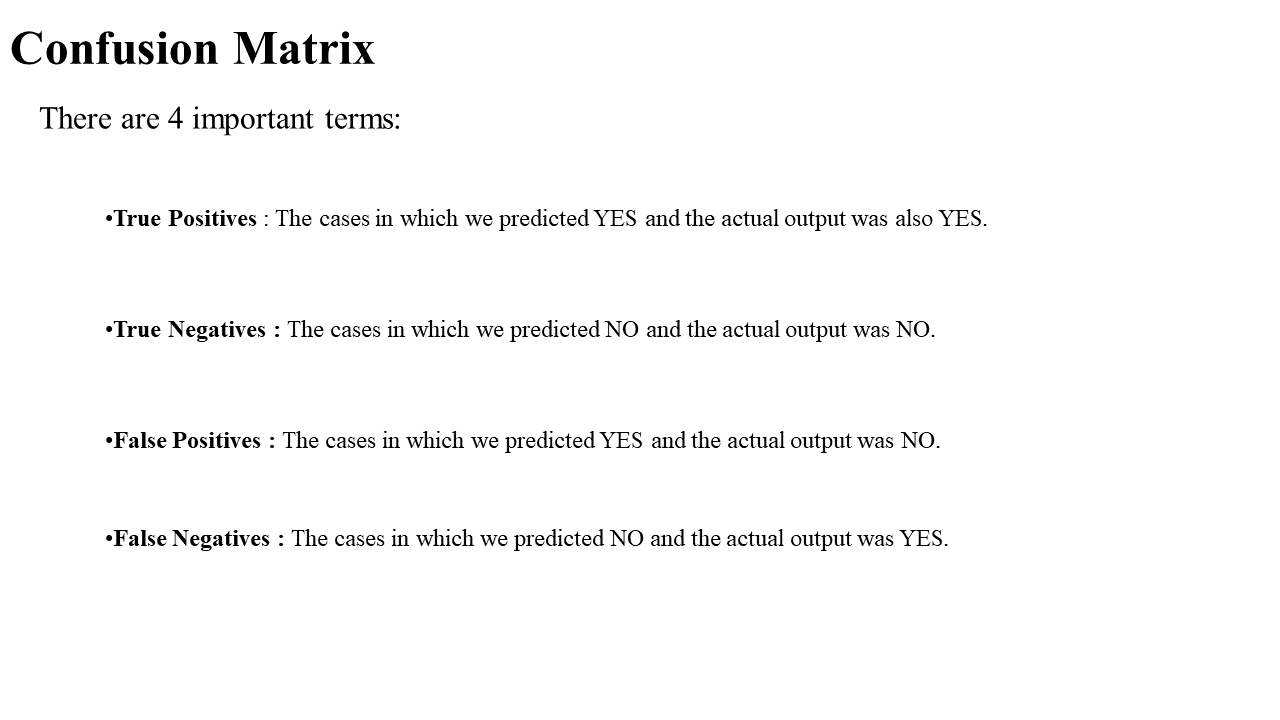 Confusion Matrix
There are 4 important terms:
•True Positives : The cases in which we predicted YES and the actual output was also YES.
•True Negatives : The cases in which we predicted NO and the actual output was NO.
•False Positives : The cases in which we predicted YES and the actual output was NO.
•False Negatives : The cases in which we predicted NO and the actual output was YES.